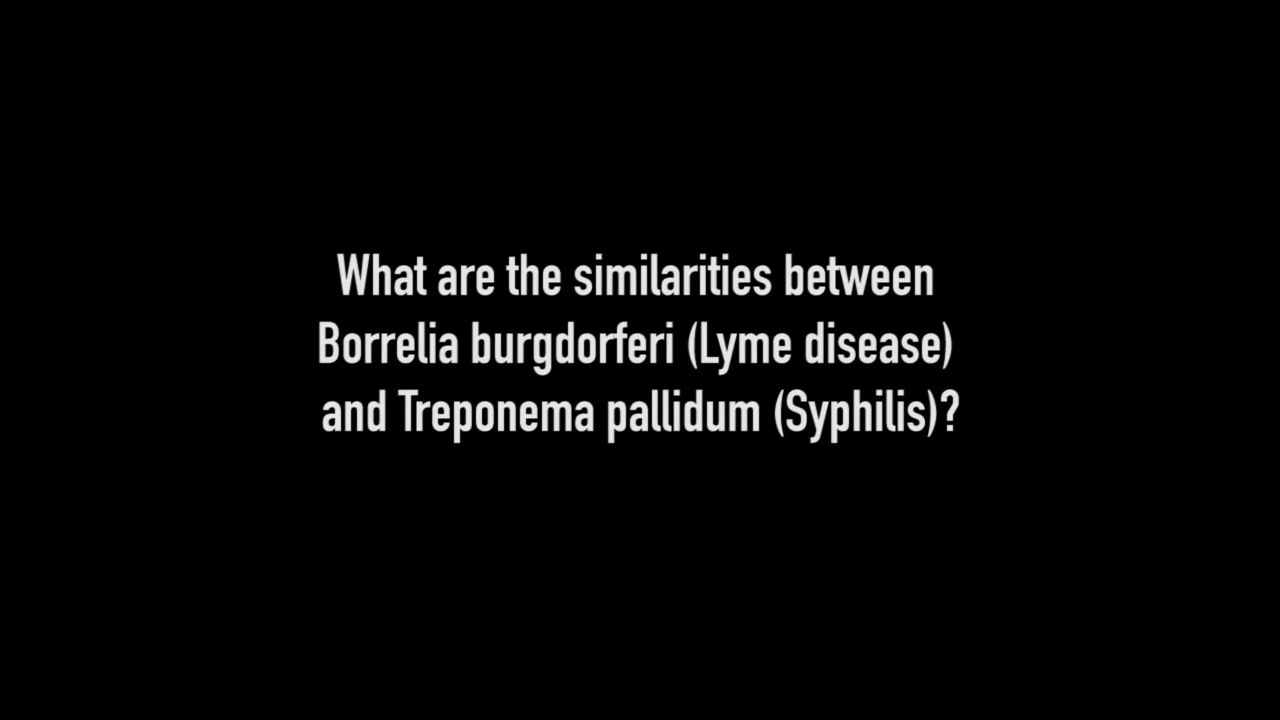 What are the similarities between
Borrelia burgdorferi (Lyme disease)
and Treponema pallidum (Syphilis)?